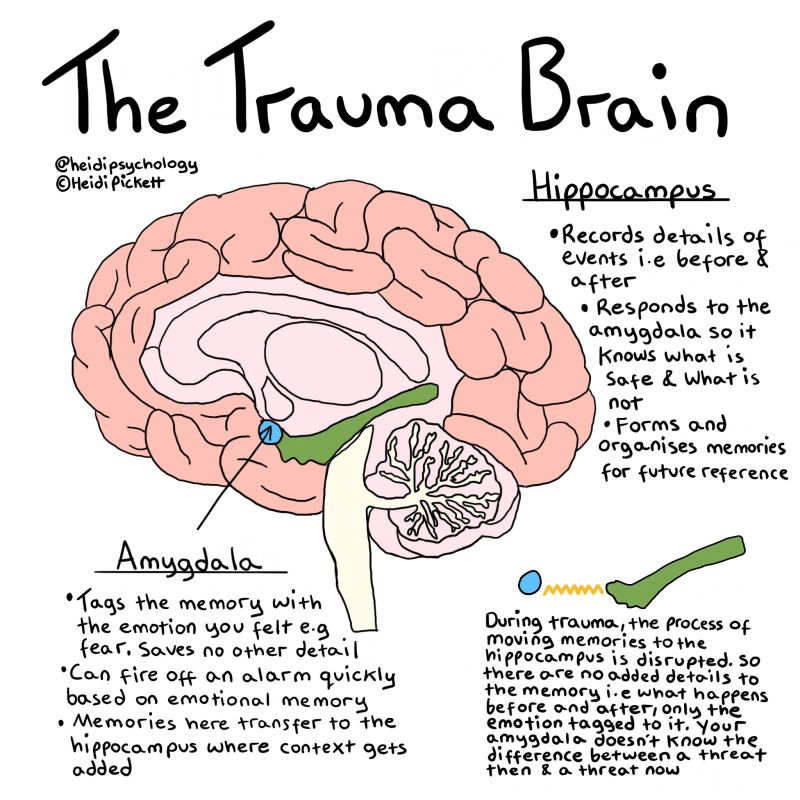 The Trauma Brain
@heidipsychology
©Heidi Pickett
Hippocampus
•Records details of
events i.e before &
after
• Responds to the
amygdala so it
knows what is
safe & what is
not
• Forms and
organises memories
for future reference
Amygdala
•Tags the memory with
the emotion you felt e.g
fear. Saves no other detail
•Can fire off an alarm quickly
based on emotional memory
• Memories here transfer to the
hippocampus where context gets
added
During trauma, the process of
moving memories to the
hippocampus is disrupted. So
there are no added details to
the memory i.e what happens
before and after, only the
emotion tagged to it. Your
amygdala doesn't know the
difference between a threat
then & a threat now